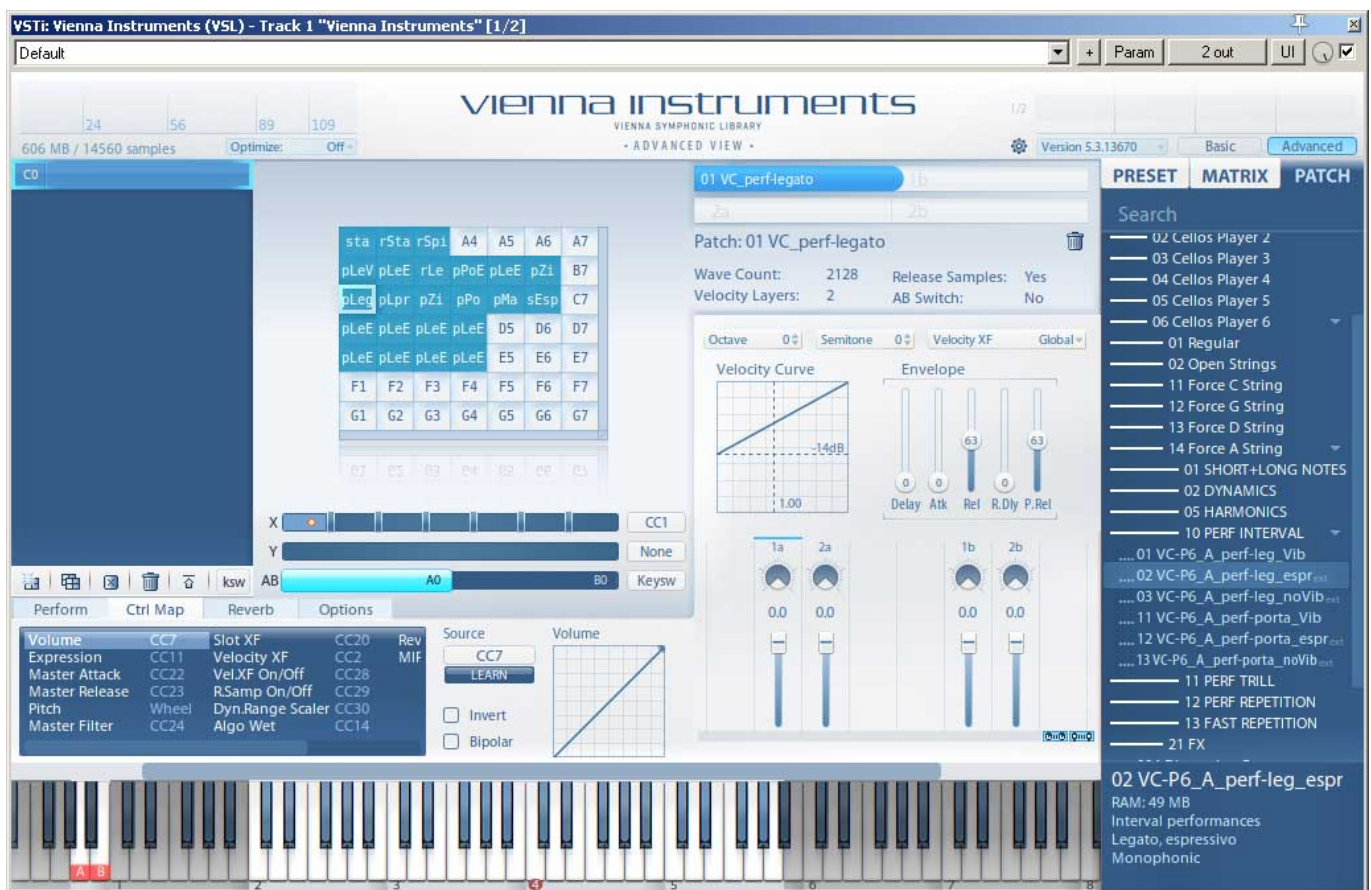 VSTi: Vienna Instruments (VSL) - Track 1 "Vienna Instruments" [1/2]
Default + Param 2 out UI
24 56 89 109
vienna instruments
VIENNA SYMPHONIC LIBRARY
• ADVANCED VIEW •
1/2
606 MB / 14560 samples Optimize: Off
Version 5.3.13670 Basic Advanced
C0
01 VC_perf-legato 1b
2a 2b
Patch: 01 VC_perf-legato
Wave Count: 2128 Release Samples: Yes
Velocity Layers: 2 AB Switch: No
sta rSta rSpi A4 A5 A6 A7
pLeV pLeE rLe pPoE pLeE pZi B7
pLeg pLpr pZi pPo pMa sEsp C7
pLeE pLeE pLeE pLeE D5 D6 D7
pLeE pLeE pLeE pLeE E5 E6 E7
F1 F2 F3 F4 F5 F6 F7
G1 G2 G3 G4 G5 G6 G7
X CC1
Y None
AB A0 B0 Keysw
ksw
Octave 0 Semitone 0 Velocity XF Global
Velocity Curve Envelope
-14dB
1.00
0 0 63 0 63
Delay Atk Rel R.Dly P.Rel
1a 2a 1b 2b
0.0 0.0 0.0 0.0
Perform Ctrl Map Reverb Options
Volume CC7 Slot XF CC20 Rev
Expression CC11 Velocity XF CC2 MIF
Master Attack CC22 Vel.XF On/Off CC28
Master Release CC23 R.Samp On/Off CC29
Pitch Wheel Dyn.Range Scaler CC30
Master Filter CC24 Algo Wet CC14
Source Volume
CC7
LEARN
Invert
Bipolar
PRESET MATRIX PATCH
Search
02 Cellos Player 2
03 Cellos Player 3
04 Cellos Player 4
05 Cellos Player 5
06 Cellos Player 6
01 Regular
02 Open Strings
11 Force C String
12 Force G String
13 Force D String
14 Force A String
01 SHORT+LONG NOTES
02 DYNAMICS
05 HARMONICS
10 PERF INTERVAL
....01 VC-P6_A_perf-leg_Vib
....02 VC-P6_A_perf-leg_espr ext
....03 VC-P6_A_perf-leg_noVib ext
....11 VC-P6_A_perf-porta_Vib
....12 VC-P6_A_perf-porta_espr ext
....13 VC-P6_A_perf-porta_noVib ext
11 PERF TRILL
12 PERF REPETITION
13 FAST REPETITION
21 FX
02 VC-P6_A_perf-leg_espr
RAM: 49 MB
Interval performances
Legato, espressivo
Monophonic
A B
1 2 3 4 5 6 7 8